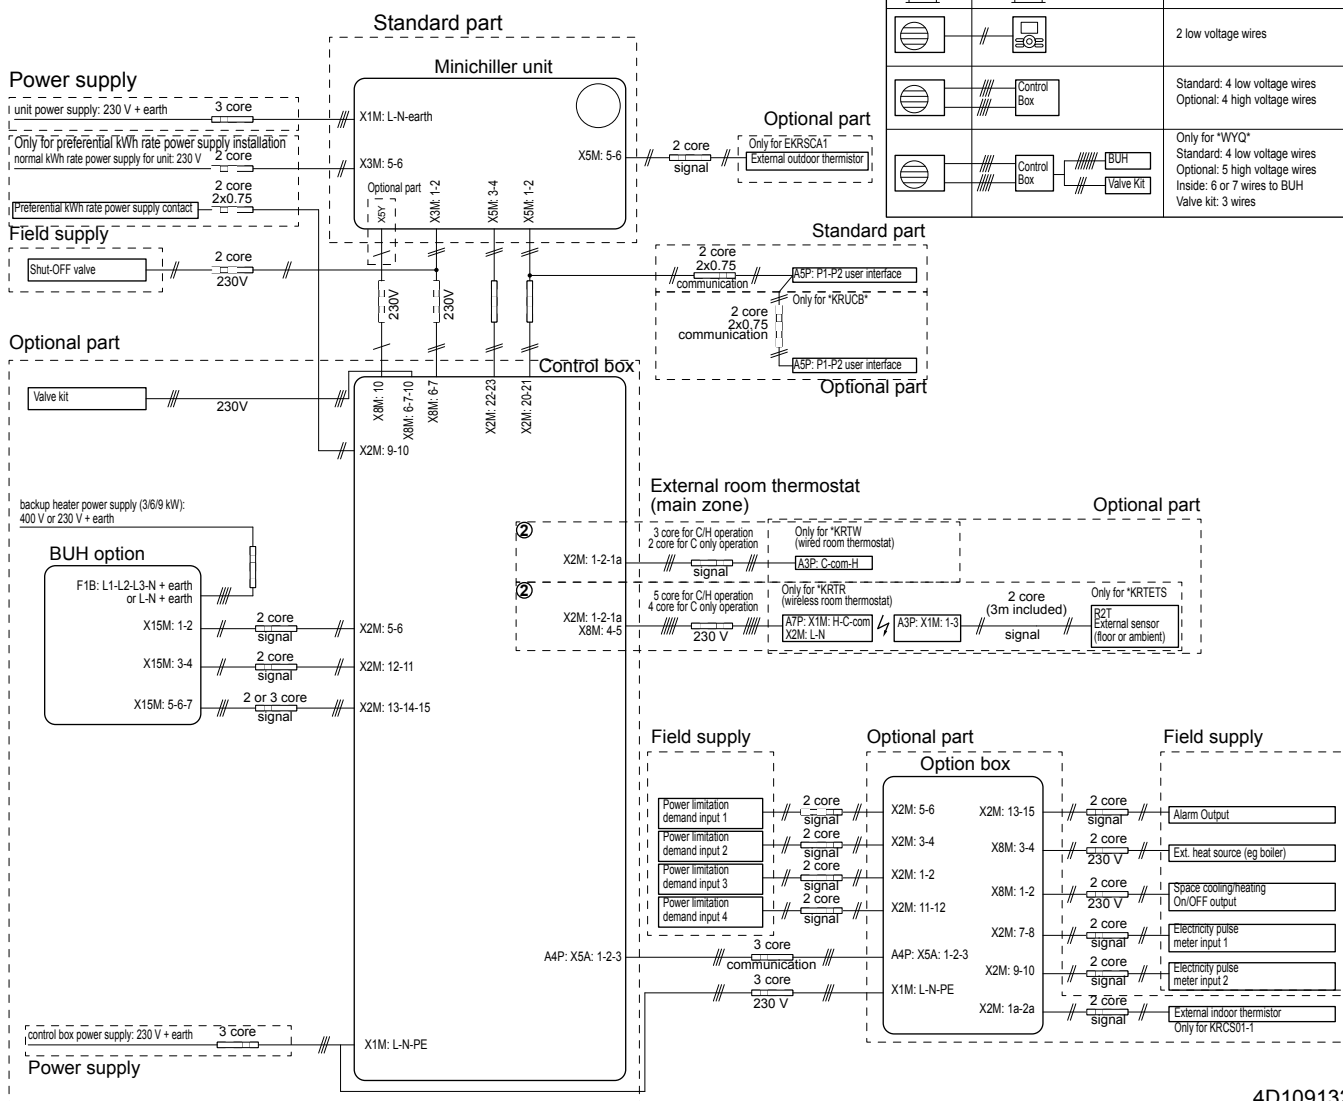 Standard part
Minichiller unit
Power supply
unit power supply: 230 V + earth
3 core
X1M: L-N-earth
Only for preferential kWh rate power supply installation
normal kWh rate power supply for unit: 230 V
2 core
X3M: 5-6
2 core
2x0.75
Preferential kWh rate power supply contact
Optional part
X5Y
X3M: 1-2
X5M: 3-4
X5M: 1-2
X5M: 5-6
2 core
signal
Optional part
Only for EKRSCA1
External outdoor thermistor
2 low voltage wires
Control
Box
Standard: 4 low voltage wires
Optional: 4 high voltage wires
Control
Box
BUH
Valve Kit
Only for *WYQ*
Standard: 4 low voltage wires
Optional: 5 high voltage wires
Inside: 6 or 7 wires to BUH
Valve kit: 3 wires
Field supply
Shut-OFF valve
2 core
230V
230V
230V
Standard part
2 core
2x0.75
communication
A5P: P1-P2 user interface
Only for *KRUCB*
2 core
2x0.75
communication
A5P: P1-P2 user interface
Optional part
Optional part
Control box
Valve kit
230V
X8M: 10
X8M: 6-7-10
X8M: 6-7
X2M: 22-23
X2M: 20-21
X2M: 9-10
backup heater power supply (3/6/9 kW):
400 V or 230 V + earth
BUH option
F1B: L1-L2-L3-N + earth
or L-N + earth
X15M: 1-2
2 core
signal
X2M: 5-6
X15M: 3-4
2 core
signal
X2M: 12-11
X15M: 5-6-7
2 or 3 core
signal
X2M: 13-14-15
External room thermostat
(main zone)
Optional part
2
X2M: 1-2-1a
3 core for C/H operation
2 core for C only operation
signal
Only for *KRTW
(wired room thermostat)
A3P: C-com-H
2
X2M: 1-2-1a
X8M: 4-5
5 core for C/H operation
4 core for C only operation
230 V
Only for *KRTR
(wireless room thermostat)
A7P: X1M: H-C-com
X2M: L-N
A3P: X1M: 1-3
2 core
(3m included)
signal
Only for *KRTETS
R2T
External sensor
(floor or ambient)
Field supply
Optional part
Field supply
Option box
Power limitation
demand input 1
2 core
signal
X2M: 5-6
Power limitation
demand input 2
2 core
signal
X2M: 3-4
Power limitation
demand input 3
2 core
signal
X2M: 1-2
Power limitation
demand input 4
2 core
signal
X2M: 11-12
A4P: X5A: 1-2-3
3 core
communication
A4P: X5A: 1-2-3
3 core
230 V
X1M: L-N-PE
X2M: 13-15
2 core
signal
Alarm Output
X8M: 3-4
2 core
230 V
Ext. heat source (eg boiler)
X8M: 1-2
2 core
230 V
Space cooling/heating
On/OFF output
X2M: 7-8
2 core
signal
Electricity pulse
meter input 1
X2M: 9-10
2 core
signal
Electricity pulse
meter input 2
X2M: 1a-2a
2 core
signal
External indoor thermistor
Only for KRCS01-1
control box power supply: 230 V + earth
3 core
X1M: L-N-PE
Power supply